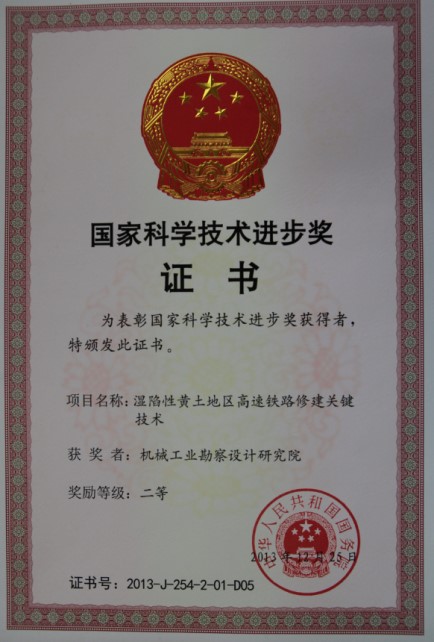 国家科学技术进步奖
证 书
为表彰国家科学技术进步奖获得者，
特颁发此证书。
项目名称：湿陷性黄土地区高速铁路修建关键
技术
获 奖 者：机械工业勘察设计研究院
奖励等级：二等
中华人民共和国国务院
2013年12月25日
证书号：2013-J-254-2-01-D05